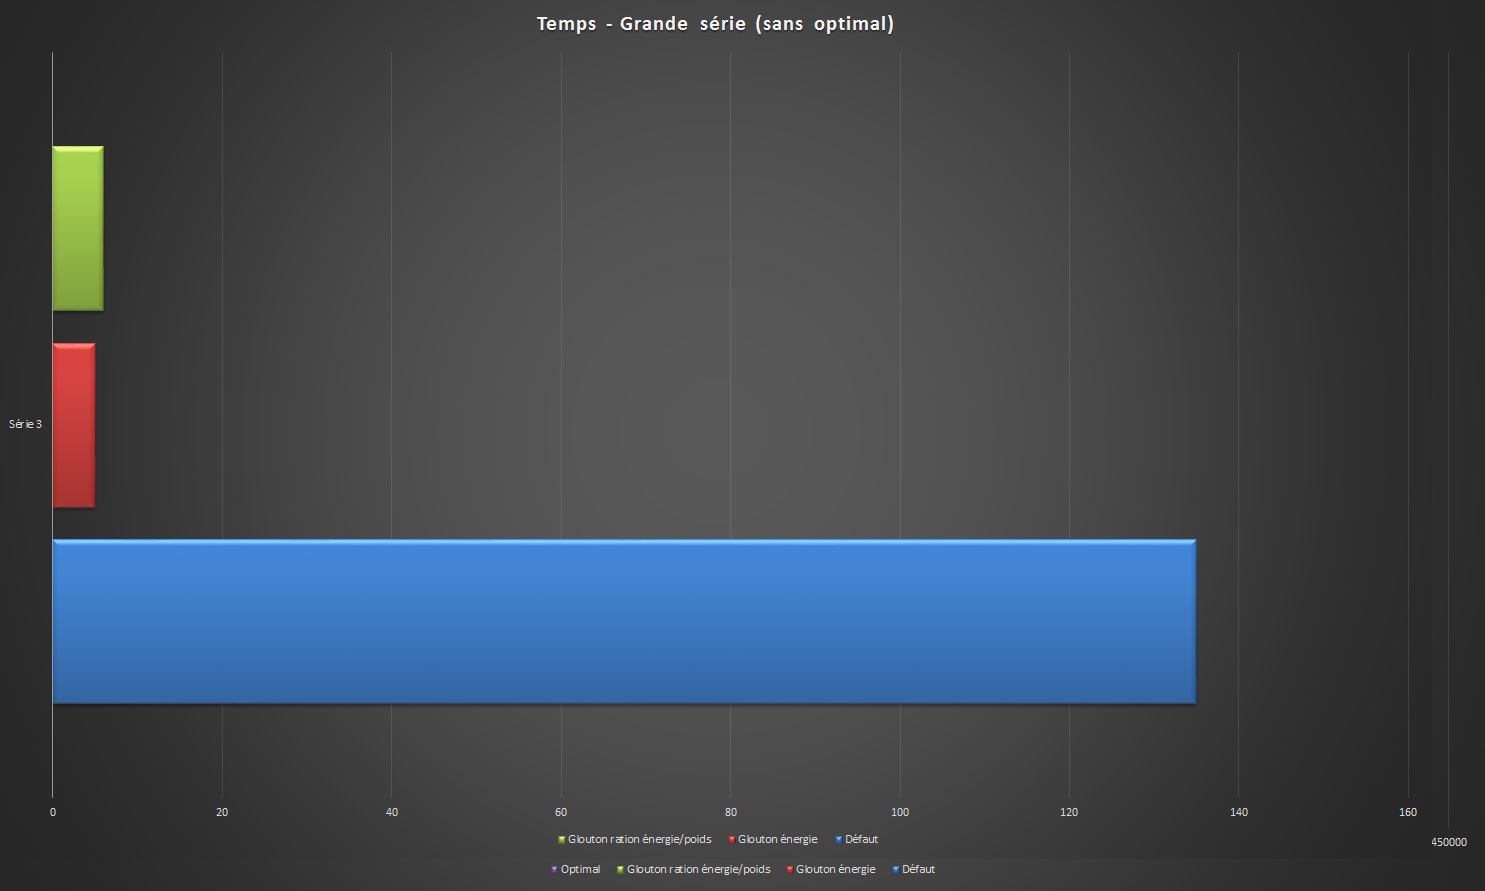 Temps - Grande série (sans optimal)
Série 3
0 20 40 60 80 100 120 140 160
Glouton ration énergie/poids Glouton énergie Défaut
450000
Optimal Glouton ration énergie/poids Glouton énergie Défaut